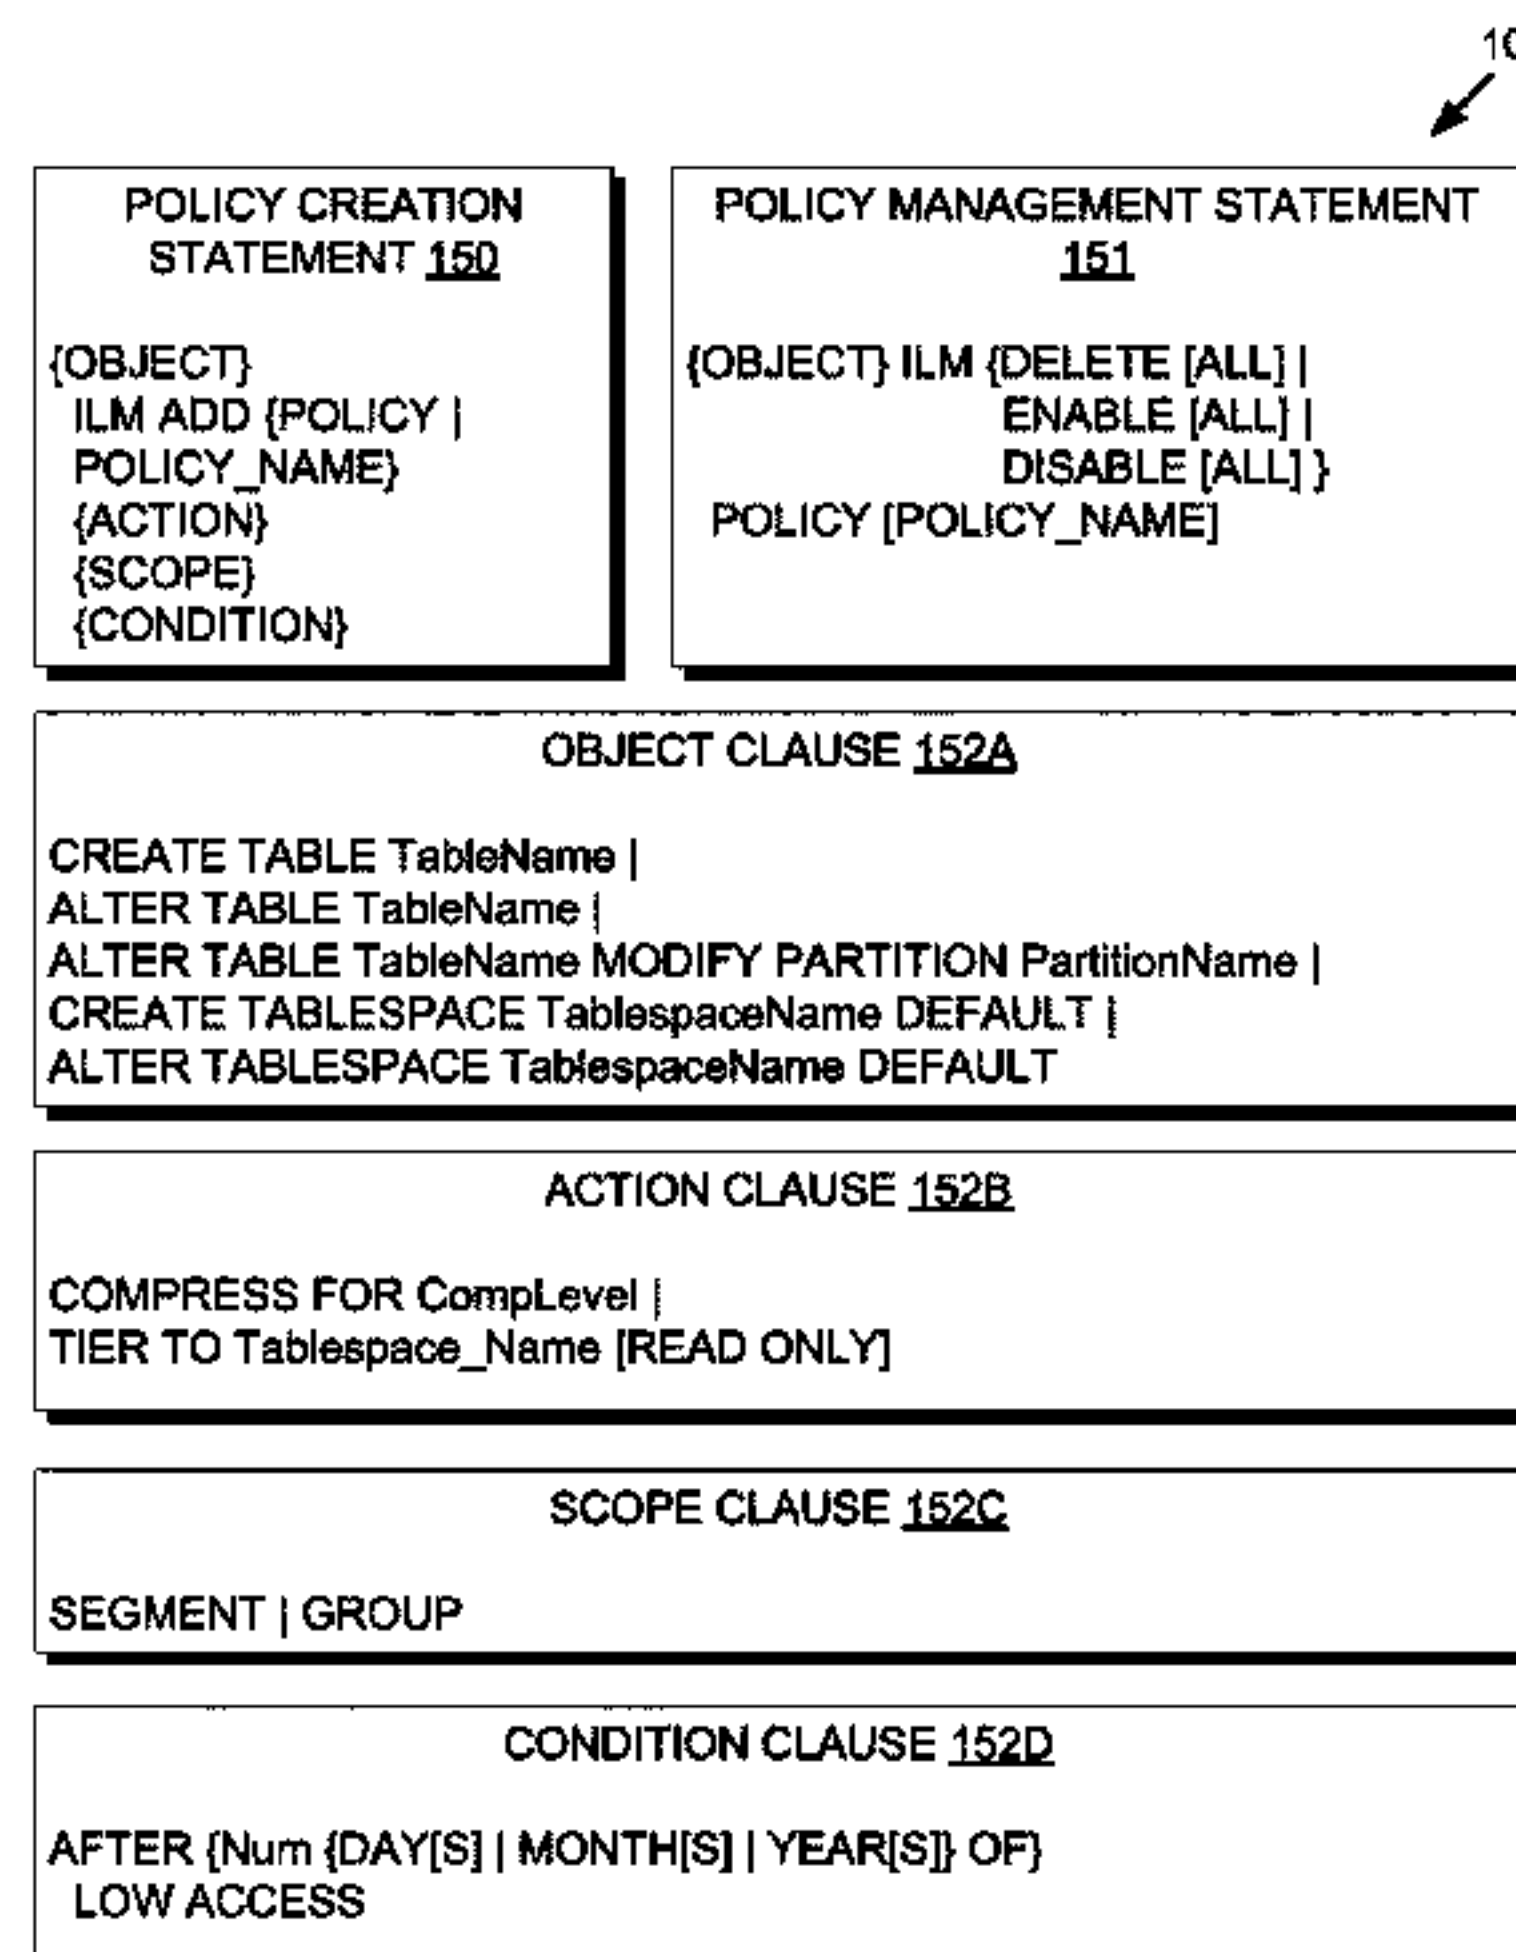 10
POLICY CREATION
STATEMENT 150
{OBJECT}
ILM ADD {POLICY |
POLICY_NAME}
{ACTION}
{SCOPE}
{CONDITION}
POLICY MANAGEMENT STATEMENT
151
{OBJECT} ILM {DELETE [ALL] |
ENABLE [ALL] |
DISABLE [ALL] }
POLICY [POLICY_NAME]
OBJECT CLAUSE 152A
CREATE TABLE TableName |
ALTER TABLE TableName |
ALTER TABLE TableName MODIFY PARTITION PartitionName |
CREATE TABLESPACE TablespaceName DEFAULT |
ALTER TABLESPACE TablespaceName DEFAULT
ACTION CLAUSE 152B
COMPRESS FOR CompLevel |
TIER TO Tablespace_Name [READ ONLY]
SCOPE CLAUSE 152C
SEGMENT | GROUP
CONDITION CLAUSE 152D
AFTER {Num {DAY[S] | MONTH[S] | YEAR[S]} OF}
LOW ACCESS